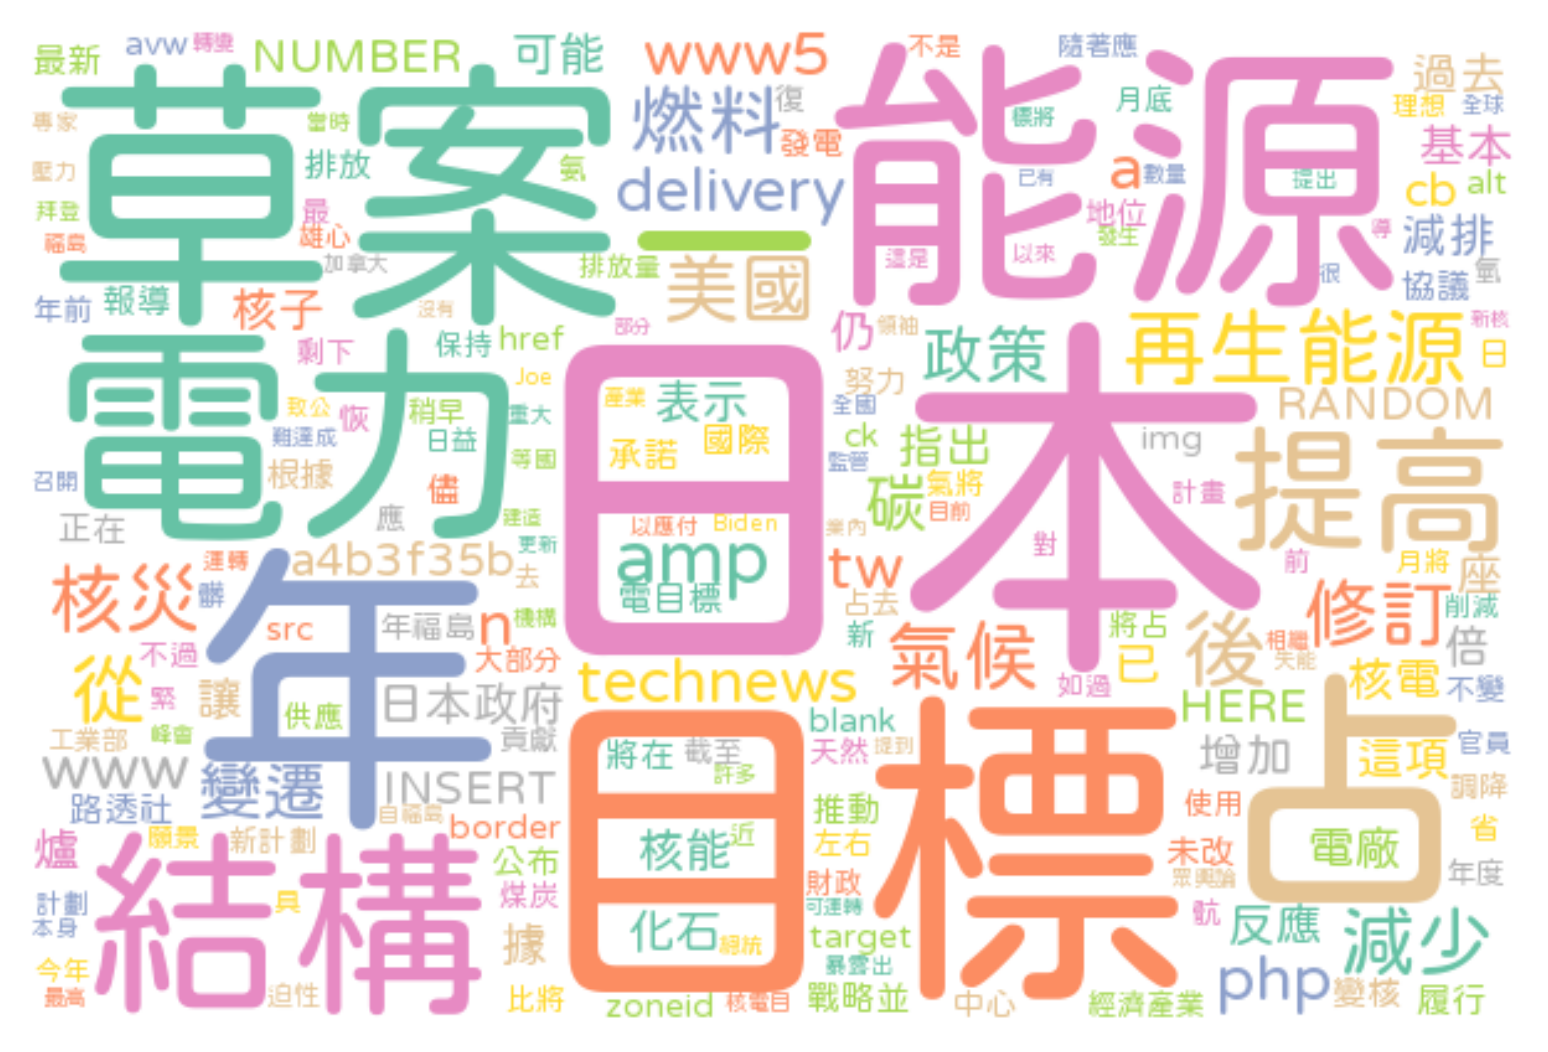 最新 avw 轉變 NUMBER 可能 www5 不是 隨著應 過去
草案 能源
專家 當時 燃料 復 發電 標將 月底 理想 全球
壓力 排放 氨 delivery 已有 a 數量 提出 基本 cb alt
拜登 最 地位 發生 導 減排
福島 雄心 加拿大 排放量 一 美國 這是 以來 很 協議 氫
年前 報導 核子 沒有 部分 仍 領袖 政策 再生能源 新核 日
電力 剩下 保持 href 日本
Joe 產業 表示 努力 全國 RANDOM
致公 恢 稍早 重大 承諾 國際 ck 指出 img 提高
難達成 日益 等國 監管
召開 根據 儘 碳 氣將 目前 計畫
正在 應 建造 以應付 Biden 業內 對
核災 運轉 a4b3f35b 更新 去 amp tw 前 月將 座
髒 年 電目標 占去 修訂 削減
src 年福島 n 機構 新 氣候 將占 後 相繼 倍
從 不過 大部分 已 失能
緊 讓 供應 日本政府 technews 如過 核電 不變
工業部 峰會 貢獻 目標 blank HERE 占
www 變遷 INSERT 將在 截至 許多 天然 提到 增加 這項 官員
路透社 自福島 推動 使用 調降
爐 願景 新計劃 border 核能 近 左右 未改 電廠 省
結構 公布 煤炭 財政 眾輿論 年度
計劃 具 可運轉 骯
本身 據 化石 總統 target 反應 減少
今年 暴露出
最高 迫性 比將 zoneid 核電目 戰略並 中心 經濟產業 php 變核 履行